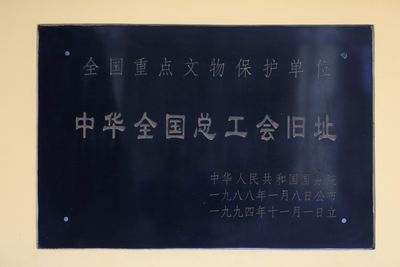 全国重点文物保护单位
中华全国总工会旧址
中华人民共和国国务院
一九八八年一月八日公布
一九九四年十一月一日立